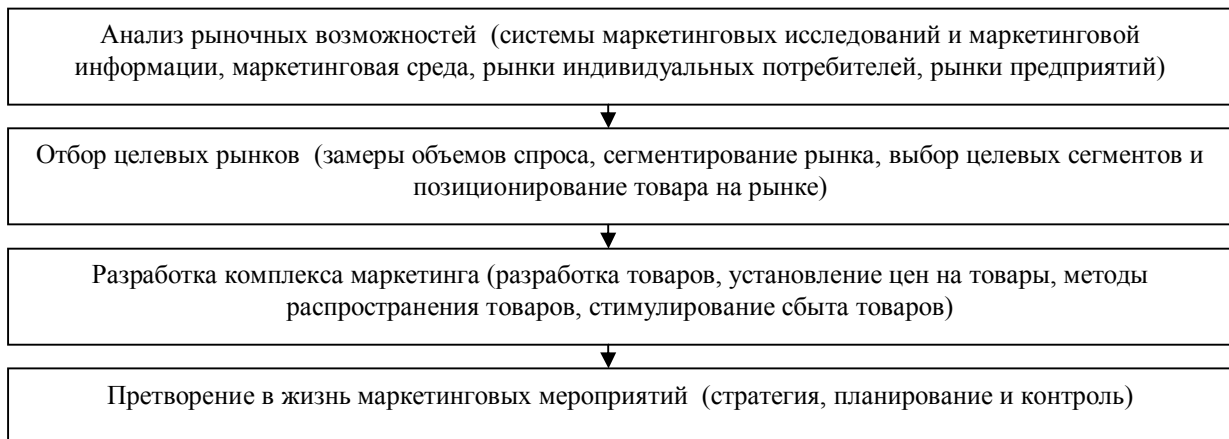 Анализ рыночных возможностей (системы маркетинговых исследований и маркетинговой
информации, маркетинговая среда, рынки индивидуальных потребителей, рынки предприятий)
Отбор целевых рынков (замеры объемов спроса, сегментирование рынка, выбор целевых сегментов и
позиционирование товара на рынке)
Разработка комплекса маркетинга (разработка товаров, установление цен на товары, методы
распространения товаров, стимулирование сбыта товаров)
Претворение в жизнь маркетинговых мероприятий (стратегия, планирование и контроль)